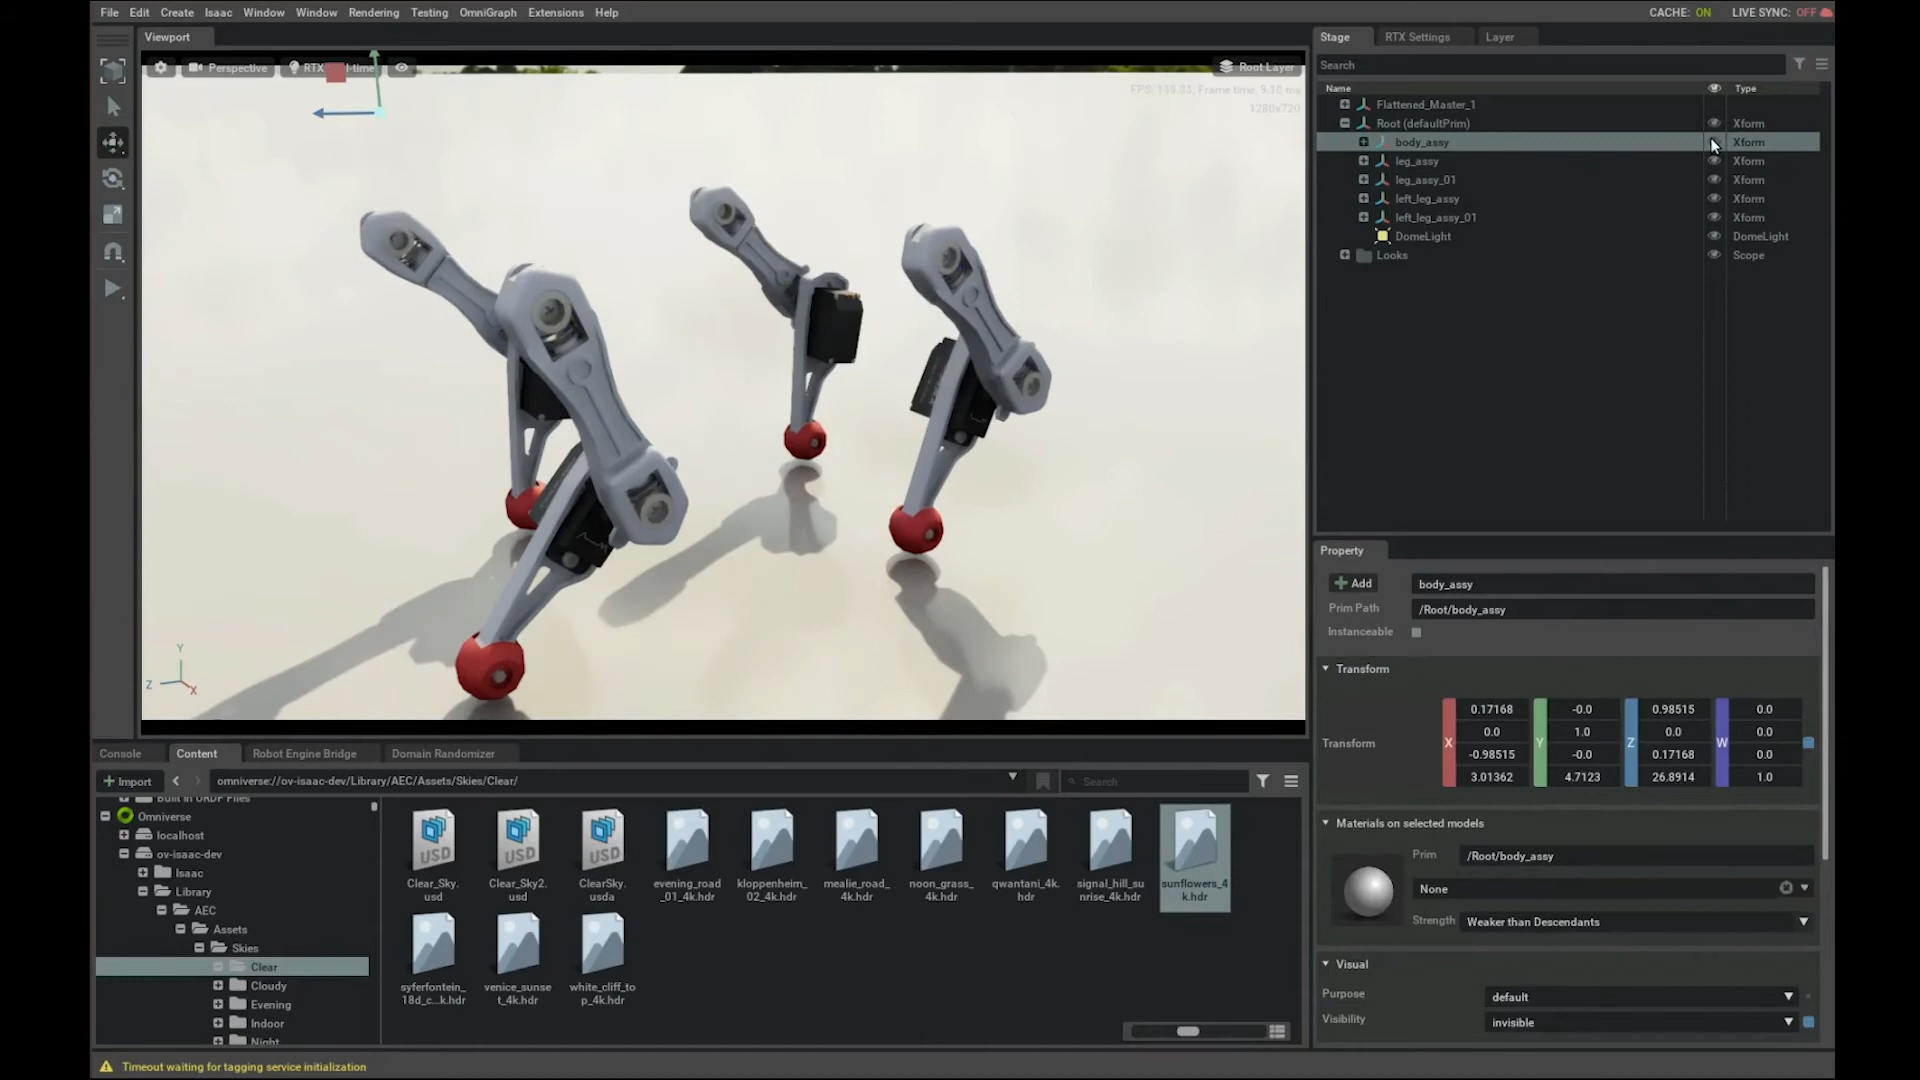 File Edit Create Isaac Window Window Rendering Testing OmniGraph Extensions Help
CACHE: ON LIVE SYNC: OFF
Viewport
Perspective
Root Layer
1280x720
Y
Z
X
Stage RTX Settings Layer
Search
Name Type
Flattened_Master_1
Root (defaultPrim) Xform
body_assy Xform
leg_assy Xform
leg_assy_01 Xform
left_leg_assy Xform
left_leg_assy_01 Xform
DomeLight DomeLight
Looks Scope
Property
Add body_assy
Prim Path /Root/body_assy
Instanceable
Transform
Transform X Y Z W
0.17168 -0.0 0.98515 0.0
0.0 1.0 0.0 0.0
-0.98515 -0.0 0.17168 0.0
3.01362 4.7123 26.8914 1.0
Materials on selected models
Prim /Root/body_assy
None
Strength Weaker than Descendants
Visual
Purpose default
Visibility invisible
Console Content Robot Engine Bridge Domain Randomizer
Import omniverse://ov-isaac-dev/Library/AEC/Assets/Skies/Clear/ Search
Built in URDF Files
Omniverse
localhost
ov-isaac-dev
Isaac
Library
AEC
Assets
Skies
Clear
Cloudy
Evening
Indoor
Night
USD USD USD
Clear_Sky.
usd
Clear_Sky2.
usd
ClearSky.
usda
evening_road
_01_4k.hdr
kloppenheim_
02_4k.hdr
mealie_road_
4k.hdr
noon_grass_
4k.hdr
qwantani_4k.
hdr
signal_hill_su
nrise_4k.hdr
sunflowers_4
k.hdr
syferfontein_
18d_c...k.hdr
venice_sunse
t_4k.hdr
white_cliff_to
p_4k.hdr
Timeout waiting for tagging service initialization